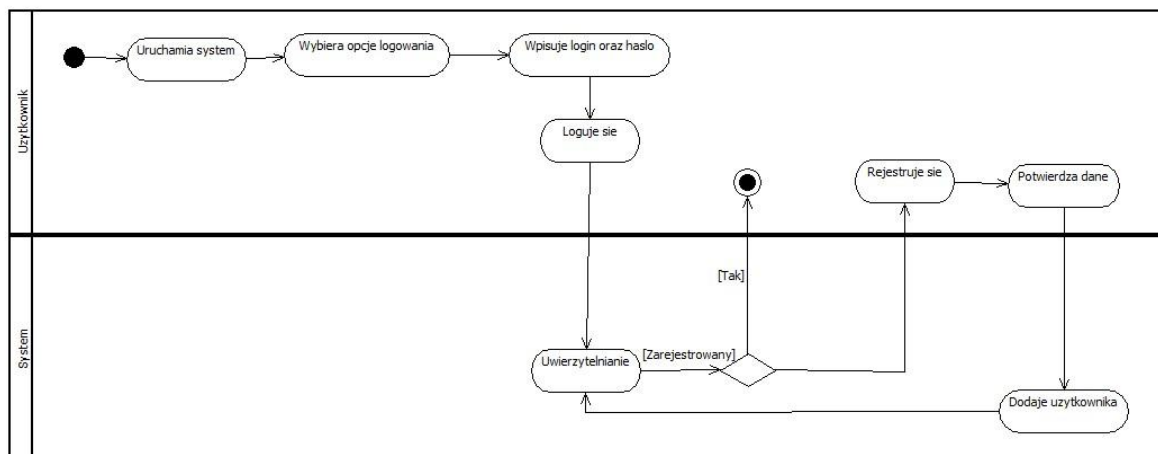 Uzytkownik
Uruchamia system
Wybiera opcje logowania
Wpisuje login oraz haslo
Loguje sie
Rejestruje sie
Potwierdza dane
System
[Tak]
Uwierzytelnianie
[Zarejestrowany]
Dodaje uzytkownika